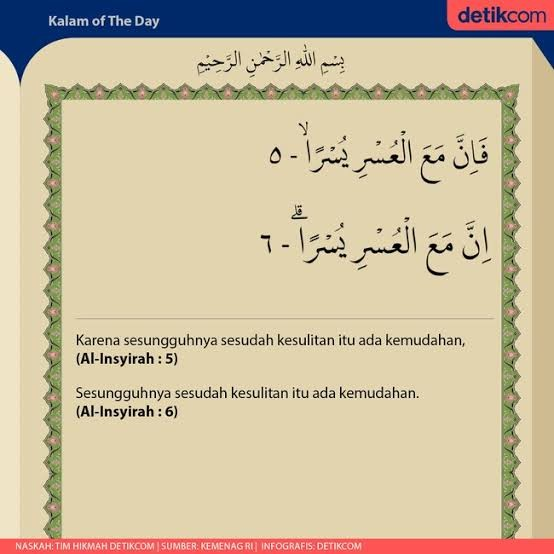 Kalam of The Day
detikcom
بِسْمِ اللهِ الرَّحْمٰنِ الرَّحِيْمِ
فَاِنَّ مَعَ الْعُسْرِ يُسْرًاۙ - ٥
اِنَّ مَعَ الْعُسْرِ يُسْرًاۗ - ٦
Karena sesungguhnya sesudah kesulitan itu ada kemudahan,
(Al-Insyirah : 5)
Sesungguhnya sesudah kesulitan itu ada kemudahan.
(Al-Insyirah : 6)
NASKAH: TIM HIKMAH DETIKCOM | SUMBER: KEMENAG RI | INFOGRAFIS: DETIKCOM